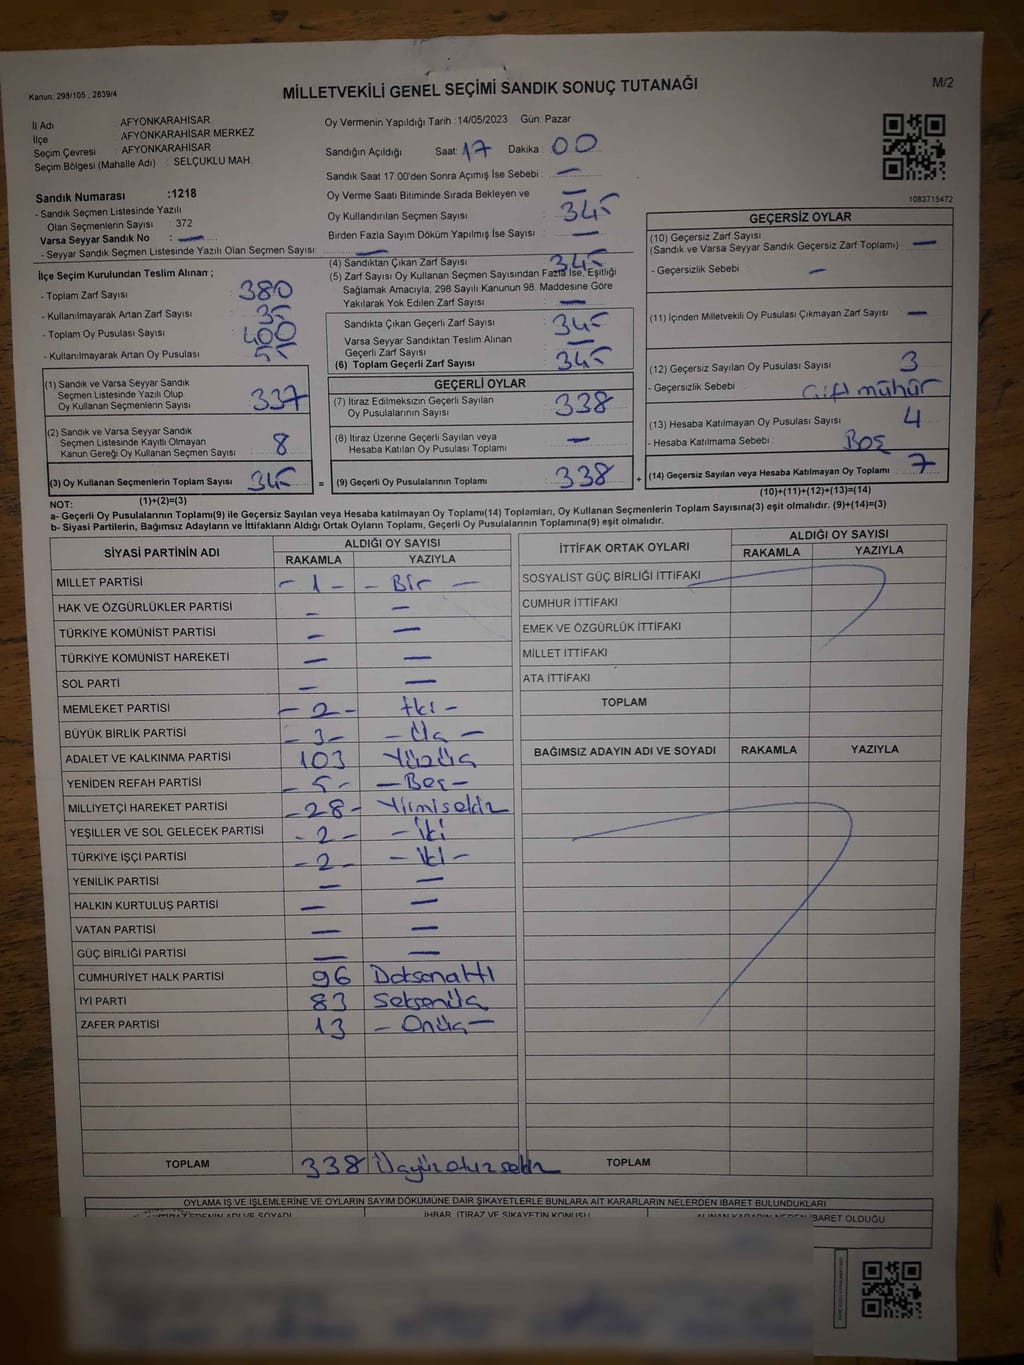 Kanun: 298/105 , 2839/4
MİLLETVEKİLİ GENEL SEÇİMİ SANDIK SONUÇ TUTANAĞI
M/2
İl Adı : AFYONKARAHİSAR
İlçe : AFYONKARAHİSAR MERKEZ
Seçim Çevresi : AFYONKARAHİSAR
Seçim Bölgesi (Mahalle Adı) : SELÇUKLU MAH.
Sandık Numarası :1218
- Sandık Seçmen Listesinde Yazılı
Olan Seçmenlerin Sayısı : 372
Varsa Seyyar Sandık No : —
- Seyyar Sandık Seçmen Listesinde Yazılı Olan Seçmen Sayısı: —
İlçe Seçim Kurulundan Teslim Alınan ;
- Toplam Zarf Sayısı : 380
- Kullanılmayarak Artan Zarf Sayısı : 35
- Toplam Oy Pusulası Sayısı : 400
- Kullanılmayarak Artan Oy Pusulası : 55
Oy Vermenin Yapıldığı Tarih :14/05/2023 Gün: Pazar
Sandığın Açıldığı Saat: 17 Dakika : 00
Sandık Saat 17:00'den Sonra Açımış İse Sebebi : —
Oy Verme Saati Bitiminde Sırada Bekleyen ve —
Oy Kullandırılan Seçmen Sayısı : 345
Birden Fazla Sayım Döküm Yapılmış İse Sayısı : —
(4) Sandıktan Çıkan Zarf Sayısı : 345
(5) Zarf Sayısı Oy Kullanan Seçmen Sayısından Fazla İse, Eşitliği
Sağlamak Amacıyla; 298 Sayılı Kanunun 98. Maddesine Göre
Yakılarak Yok Edilen Zarf Sayısı : —
Sandıkta Çıkan Geçerli Zarf Sayısı : 345
Varsa Seyyar Sandıktan Teslim Alınan
Geçerli Zarf Sayısı : —
(6) Toplam Geçerli Zarf Sayısı : 345
1083715472
GEÇERSİZ OYLAR
(10) Geçersiz Zarf Sayısı
(Sandık ve Varsa Seyyar Sandık Geçersiz Zarf Toplamı) : —
- Geçersizlik Sebebi : —
(11) İçinden Milletvekili Oy Pusulası Çıkmayan Zarf Sayısı : —
(12) Geçersiz Sayılan Oy Pusulası Sayısı : 3
- Geçersizlik Sebebi : Çift mühür
(13) Hesaba Katılmayan Oy Pusulası Sayısı : 4
- Hesaba Katılmama Sebebi : Boş
(14) Geçersiz Sayılan veya Hesaba Katılmayan Oy Toplamı : 7
(10)+(11)+(12)+(13)=(14)
(1) Sandık ve Varsa Seyyar Sandık
Seçmen Listesinde Yazılı Olup
Oy Kullanan Seçmenlerin Sayısı : 337
(2) Sandık ve Varsa Seyyar Sandık
Seçmen Listesinde Kayıtlı Olmayan
Kanun Gereği Oy Kullanan Seçmen Sayısı : 8
(3) Oy Kullanan Seçmenlerin Toplam Sayısı : 345
(1)+(2)=(3)
GEÇERLİ OYLAR
(7) İtiraz Edilmeksizin Geçerli Sayılan
Oy Pusulalarının Sayısı : 338
(8) İtiraz Üzerine Geçerli Sayılan veya
Hesaba Katılan Oy Pusulası Toplamı : —
= (9) Geçerli Oy Pusulalarının Toplamı : 338 +
NOT:
a- Geçerli Oy Pusulalarının Toplamı(9) ile Geçersiz Sayılan veya Hesaba katılmayan Oy Toplamı(14) Toplamları, Oy Kullanan Seçmenlerin Toplam Sayısına(3) eşit olmalıdır. (9)+(14)=(3)
b- Siyasi Partilerin, Bağımsız Adayların ve İttifakların Aldığı Ortak Oyların Toplamı, Geçerli Oy Pusulalarının Toplamına(9) eşit olmalıdır.
SİYASİ PARTİNİN ADI ALDIĞI OY SAYISI
RAKAMLA YAZIYLA
MİLLET PARTİSİ - 1 - - Bir —
HAK VE ÖZGÜRLÜKLER PARTİSİ — —
TÜRKİYE KOMÜNİST PARTİSİ — —
TÜRKİYE KOMÜNİST HAREKETİ — —
SOL PARTİ — —
MEMLEKET PARTİSİ - 2 - İki -
BÜYÜK BİRLİK PARTİSİ - 3 - - Üç —
ADALET VE KALKINMA PARTİSİ 103 Yüzüç
YENİDEN REFAH PARTİSİ - 5 - - Beş -
MİLLİYETÇİ HAREKET PARTİSİ - 28 - Yirmisekiz
YEŞİLLER VE SOL GELECEK PARTİSİ - 2 - - İki
TÜRKİYE İŞÇİ PARTİSİ - 2 - - İki -
YENİLİK PARTİSİ — —
HALKIN KURTULUŞ PARTİSİ — —
VATAN PARTİSİ — —
GÜÇ BİRLİĞİ PARTİSİ — —
CUMHURİYET HALK PARTİSİ 96 Doksanaltı
İYİ PARTİ 83 Seksenüç
ZAFER PARTİSİ 13 - Onüç -
TOPLAM 338 Üçyüzotuzsekiz
İTTİFAK ORTAK OYLARI ALDIĞI OY SAYISI
RAKAMLA YAZIYLA
SOSYALİST GÜÇ BİRLİĞİ İTTİFAKI
CUMHUR İTTİFAKI
EMEK VE ÖZGÜRLÜK İTTİFAKI
MİLLET İTTİFAKI
ATA İTTİFAKI
TOPLAM
BAĞIMSIZ ADAYIN ADI VE SOYADI RAKAMLA YAZIYLA
TOPLAM
OYLAMA İŞ VE İŞLEMLERİNE VE OYLARIN SAYIM DÖKÜMÜNE DAİR ŞİKAYETLERLE BUNLARA AİT KARARLARIN NELERDEN İBARET BULUNDUKLARI
İTİRAZ EDENİN ADI VE SOYADI İHBAR, İTİRAZ VE ŞİKAYETİN KONUSU ALINAN KARARIN NEDEN İBARET OLDUĞU